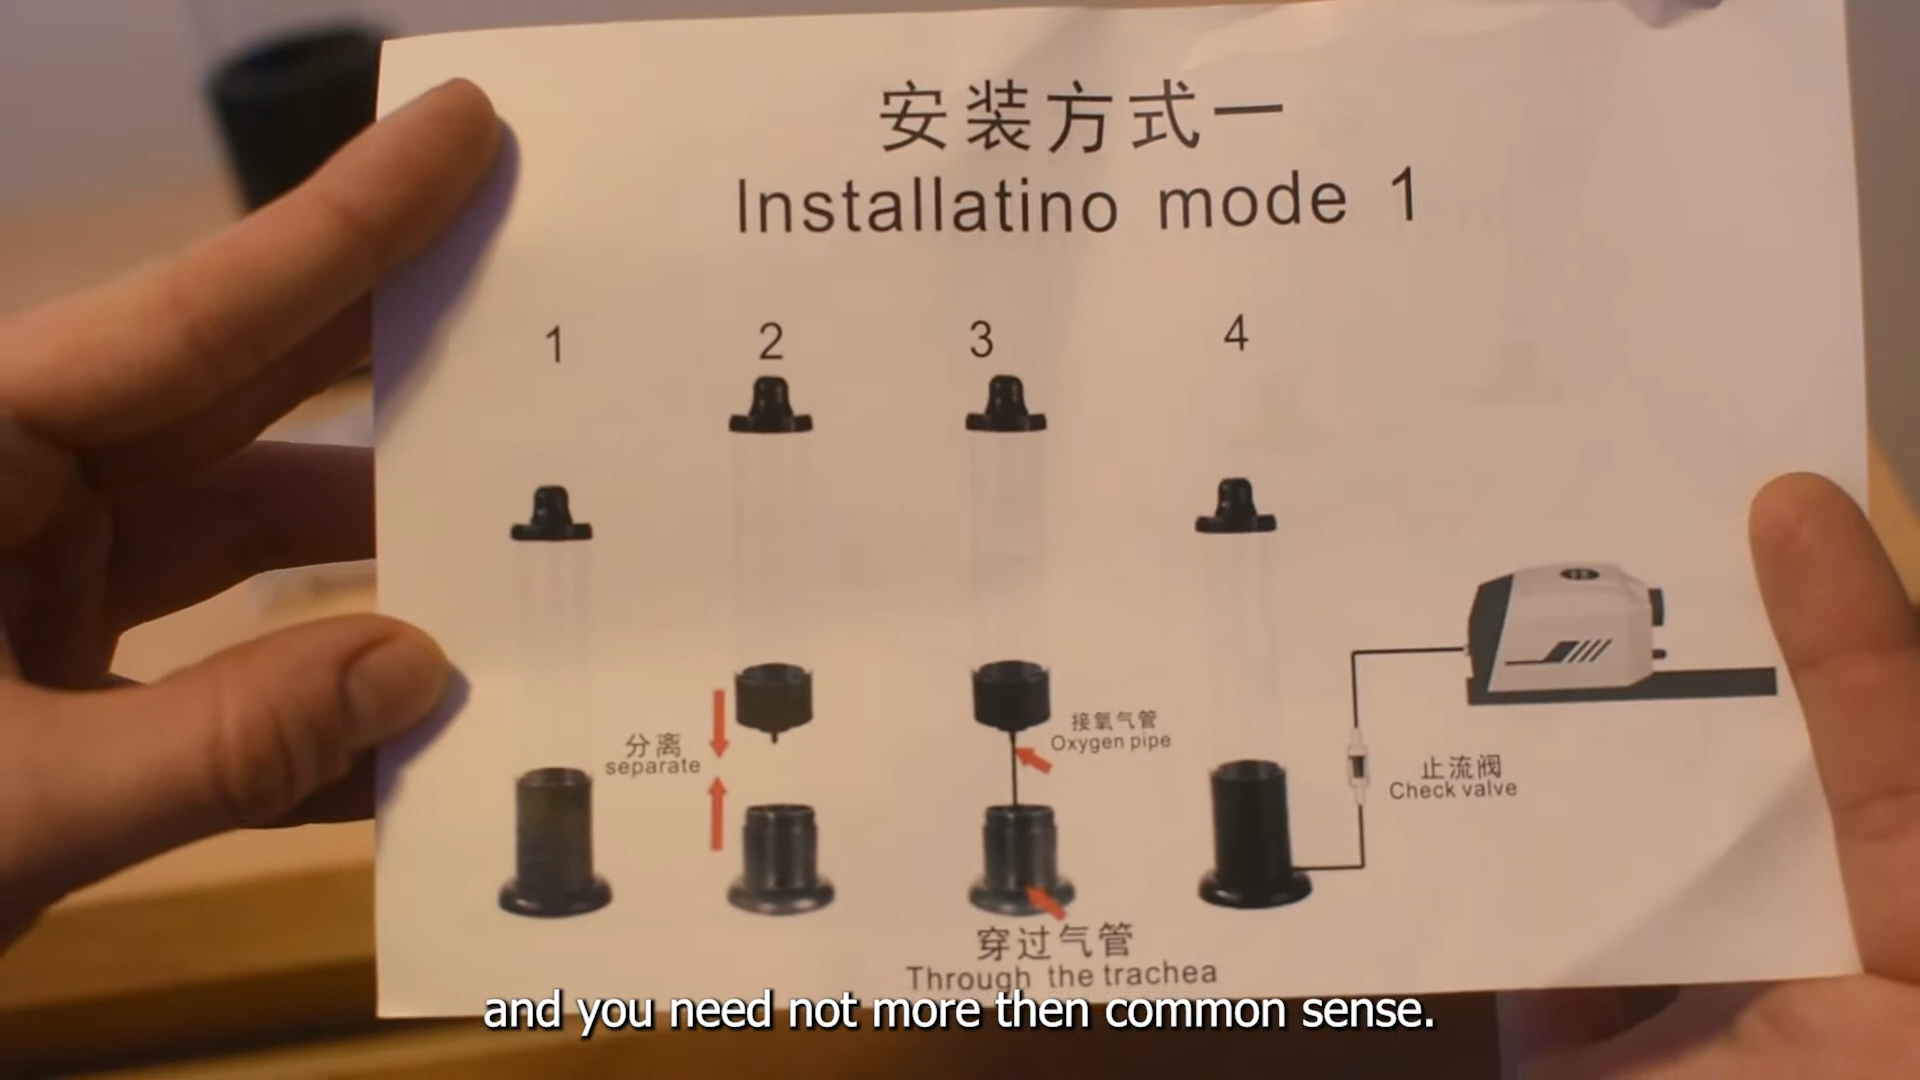 安装方式一
Installatino mode 1
1 2 3 4
分离
separate
接氧气管
Oxygen pipe
止流阀
Check valve
穿过气管
Through the trachea
and you need not more then common sense.